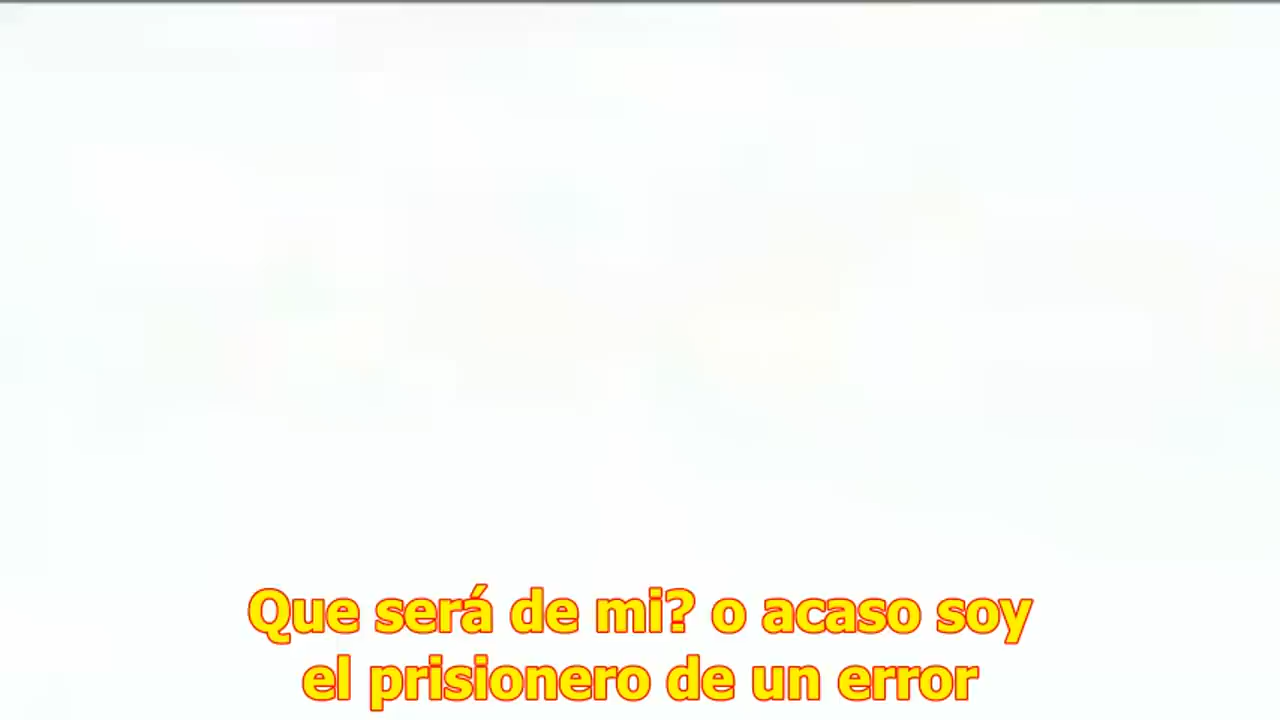 Que será de mi? o acaso soy
el prisionero de un error